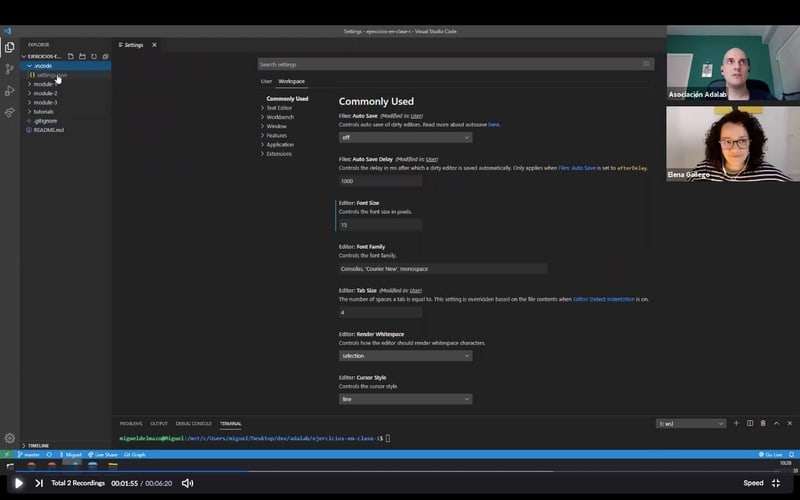 Settings - ejercicios-en-clase-i - Visual Studio Code
EXPLORER
EJERCICIOS-E...
.vscode
settings.json
module-1
module-2
module-3
tutorials
.gitignore
README.md
TIMELINE
Settings
Search settings
User Workspace
Commonly Used
Text Editor
Workbench
Window
Features
Application
Extensions
Commonly Used
Files: Auto Save (Modified in: User)
Controls auto save of dirty editors. Read more about autosave here.
off
Files: Auto Save Delay (Modified in: User)
Controls the delay in ms after which a dirty editor is saved automatically. Only applies when Files: Auto Save is set to afterDelay.
1000
Editor: Font Size
Controls the font size in pixels.
15
Editor: Font Family
Controls the font family.
Consolas, 'Courier New', monospace
Editor: Tab Size (Modified in: User)
The number of spaces a tab is equal to. This setting is overridden based on the file contents when Editor: Detect Indentation is on.
4
Editor: Render Whitespace
Controls how the editor should render whitespace characters.
selection
Editor: Cursor Style
Controls the cursor style.
line
PROBLEMS OUTPUT DEBUG CONSOLE TERMINAL
1: wsl
migueldelmazo@Miguel:/mnt/c/Users/miguel/Desktop/dev/adalab/ejercicios-en-clase-i$
master Miguel Live Share Git Graph
Go Live
10:28
Asociación Adalab
Elena Gallego
Total 2 Recordings 00:01:55 / 00:06:20
Speed